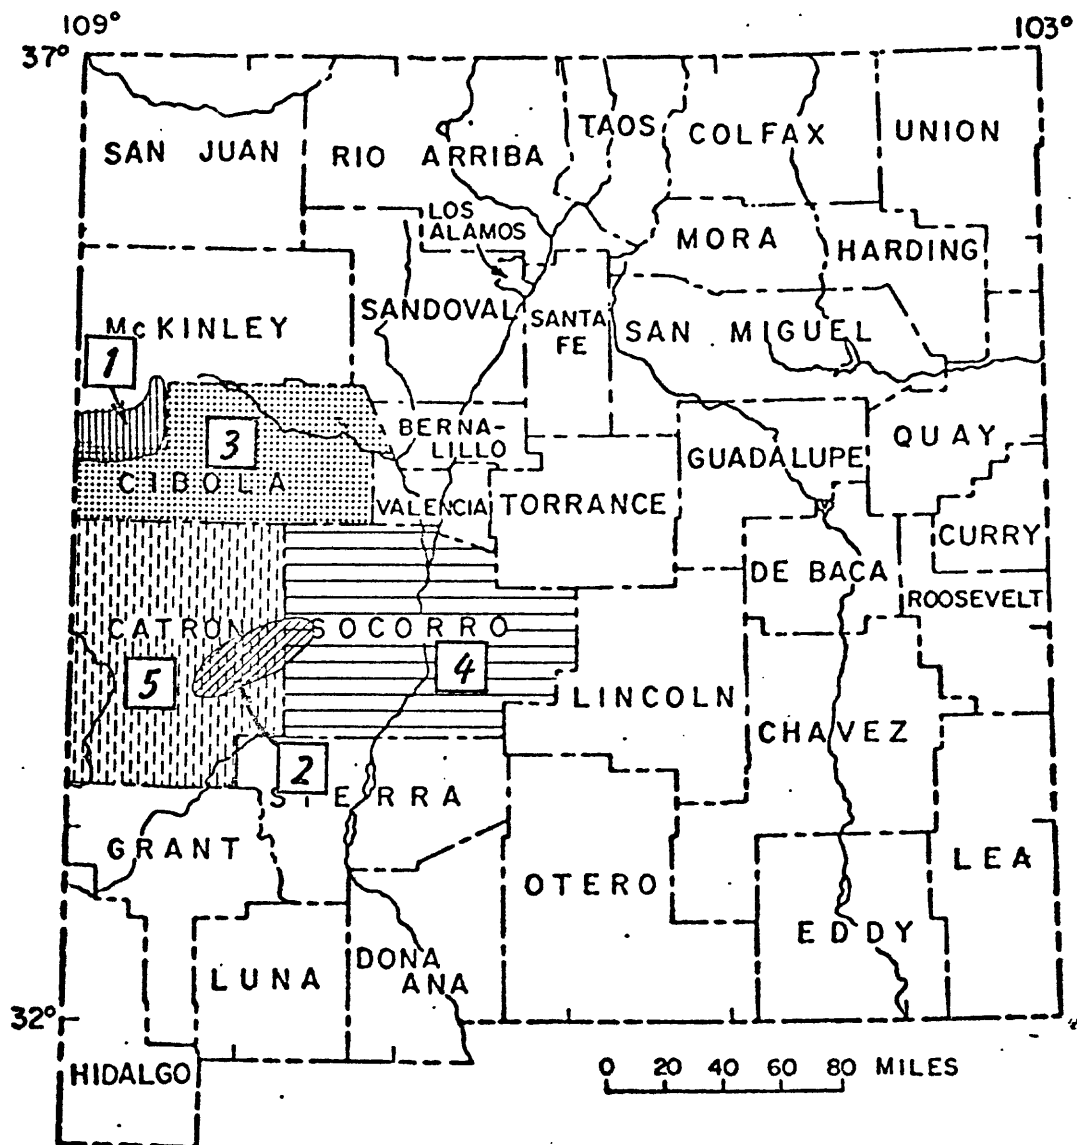 109°
103°
37°
SAN JUAN
RIO ARRIBA
TAOS
COLFAX
UNION
LOS
ALAMOS
MORA
HARDING
McKINLEY
SANDOVAL
SANTA
FE
SAN MIGUEL
1
3
BERNA-
LILLO
GUADALUPE
QUAY
CIBOLA
VALENCIA
TORRANCE
CURRY
DE BACA
ROOSEVELT
CATRON
SOCORRO
5
4
LINCOLN
CHAVEZ
2
SIERRA
GRANT
OTERO
LEA
EDDY
LUNA
DONA
ANA
32°
HIDALGO
0 20 40 60 80 MILES